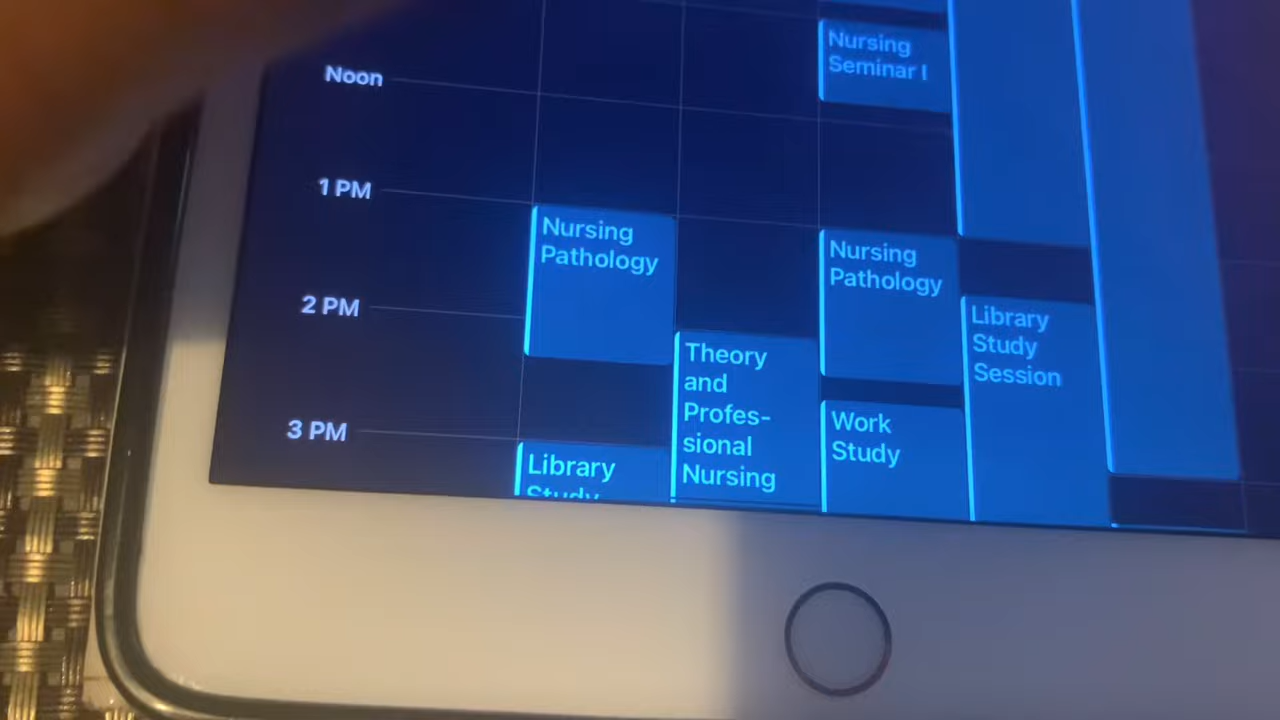 Nursing
Seminar I
Noon
1 PM
Nursing
Pathology
Nursing
Pathology
2 PM
Library
Study
Session
Theory
and
Profes-
sional
Nursing
Work
Study
3 PM
Library
Study